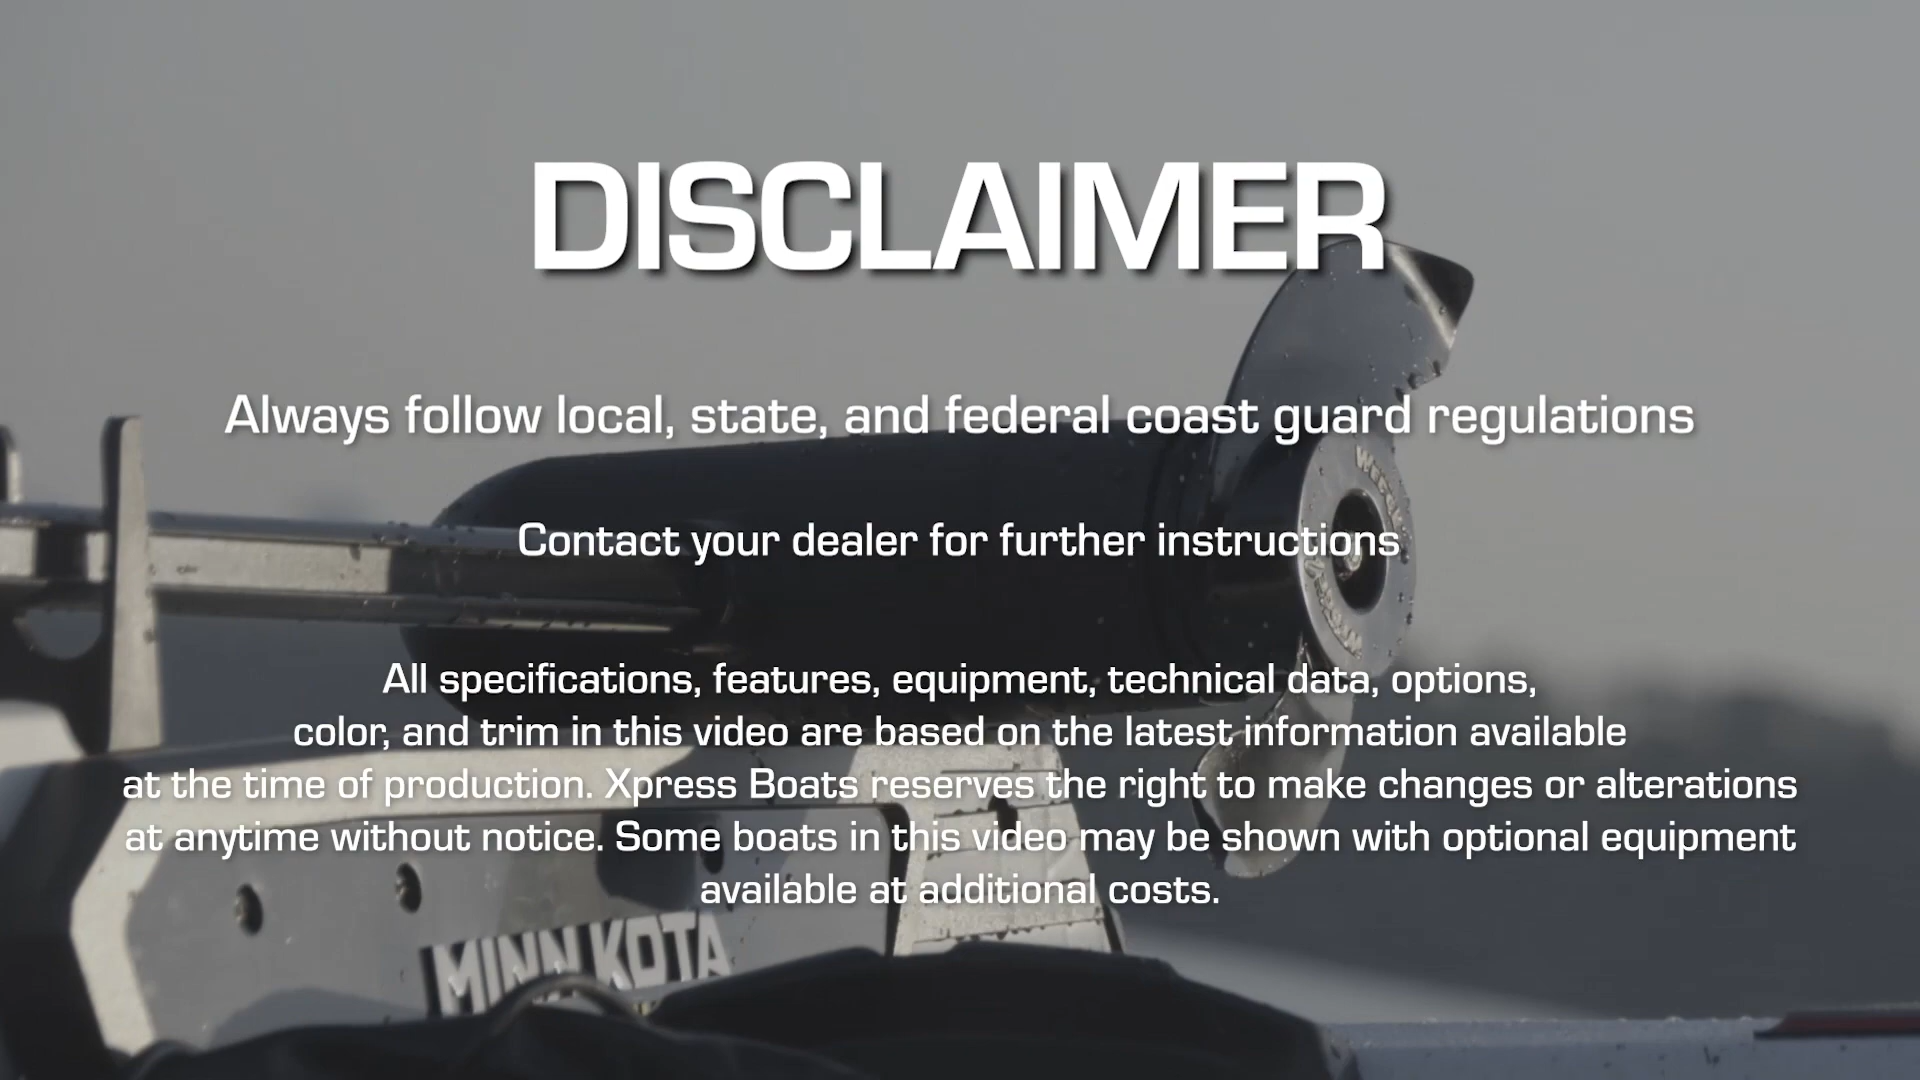 DISCLAIMER
Always follow local, state, and federal coast guard regulations
Contact your dealer for further instructions
All specifications, features, equipment, technical data, options,
color, and trim in this video are based on the latest information available
at the time of production. Xpress Boats reserves the right to make changes or alterations
at anytime without notice. Some boats in this video may be shown with optional equipment
available at additional costs.
MINN KOTA